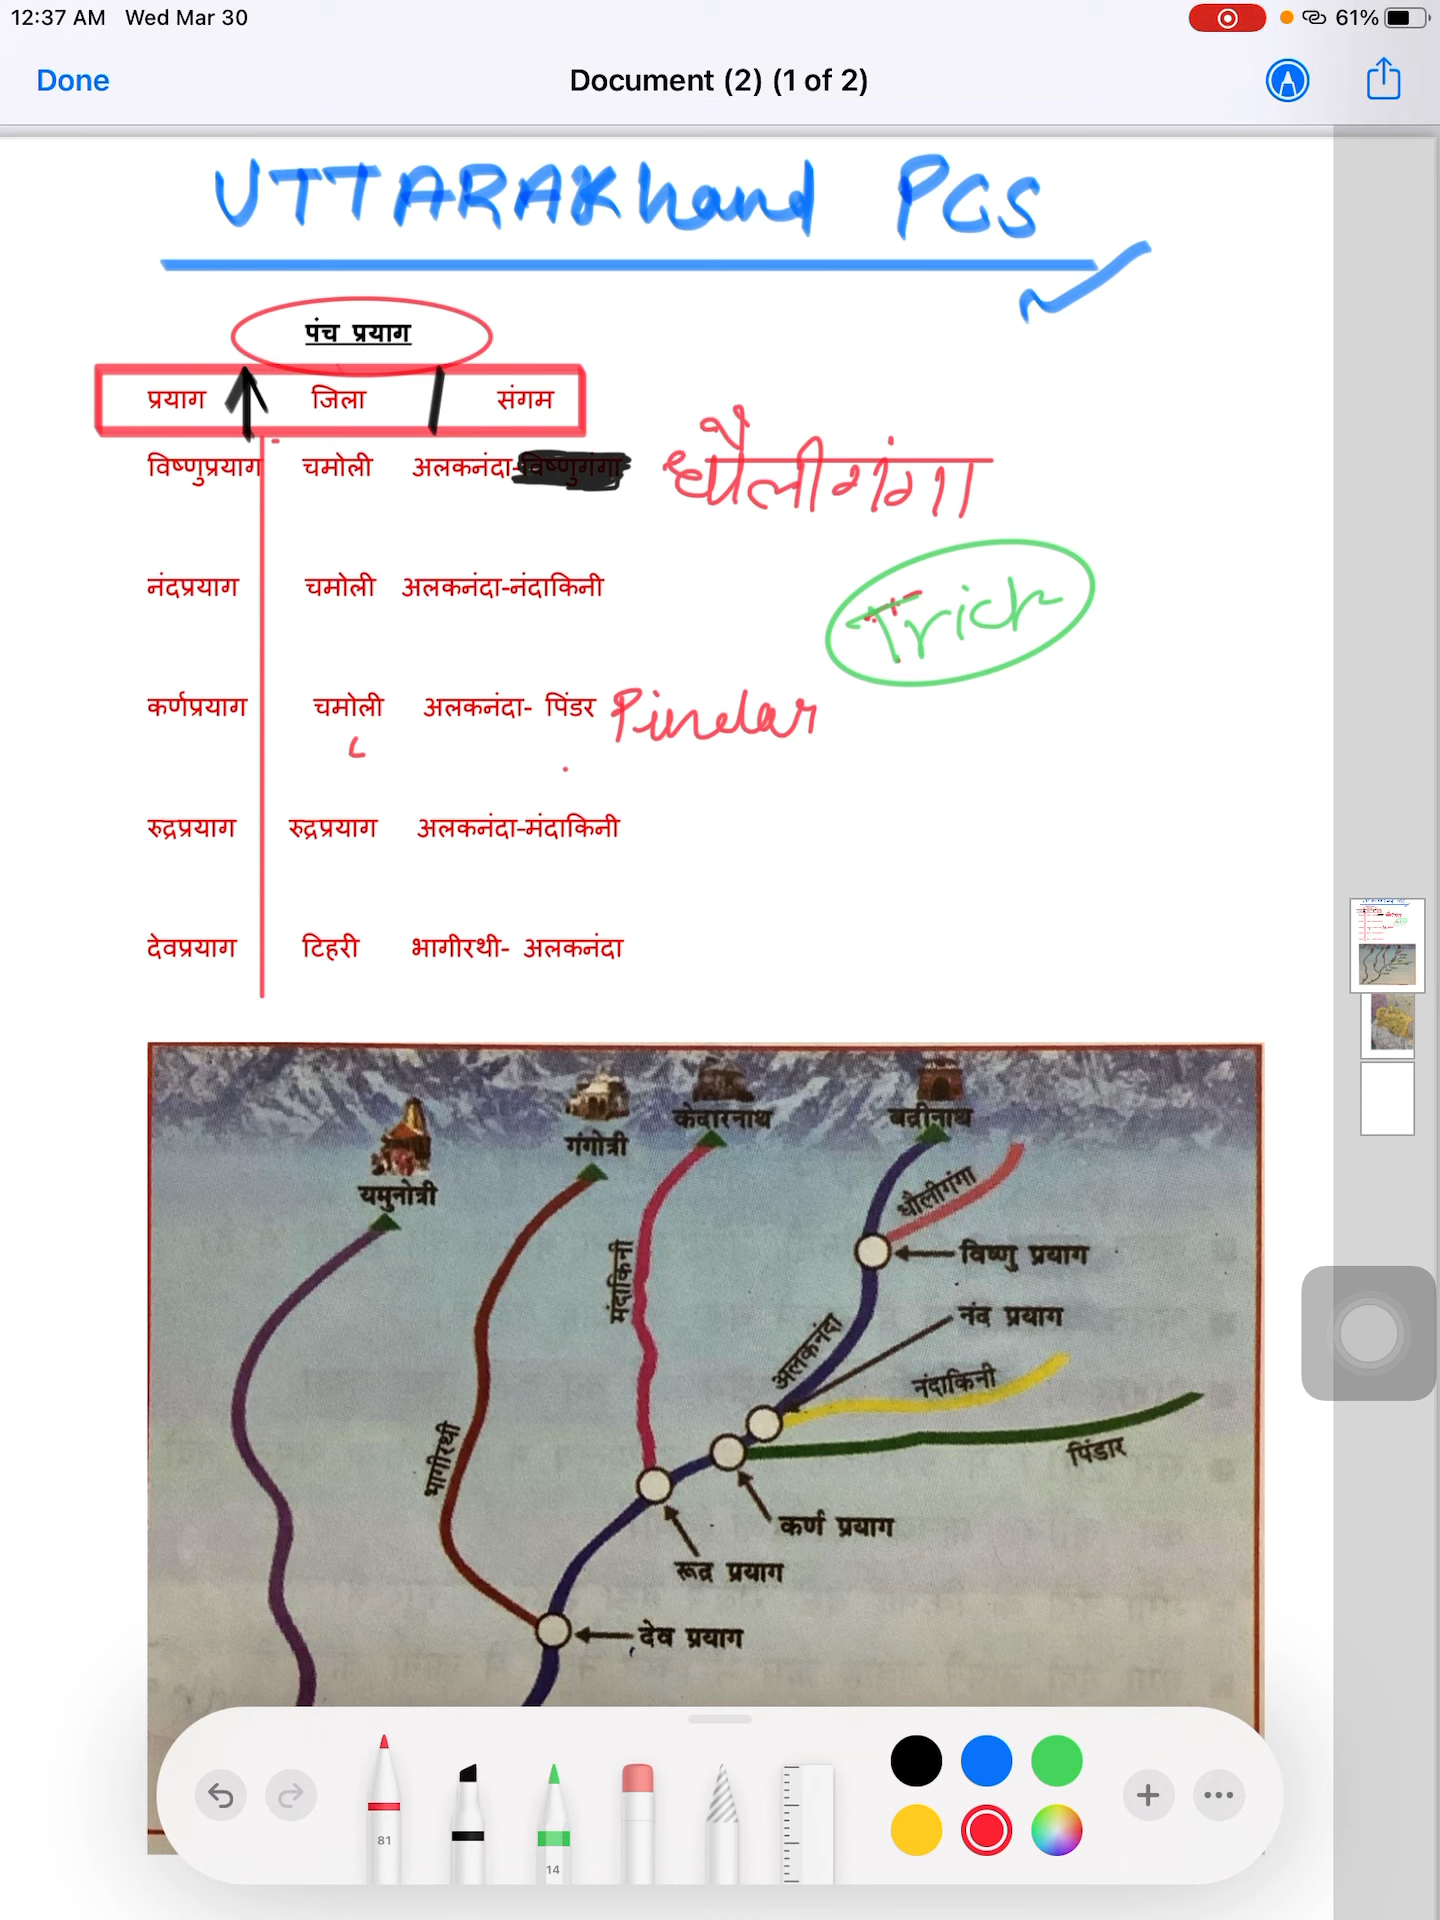 12:37 AM Wed Mar 30 61%
Done Document (2) (1 of 2)
UTTARAKhand PCS
पंच प्रयाग
प्रयाग जिला संगम
विष्णुप्रयाग चमोली अलकनंदा-विष्णुगंगा धौलीगंगा
नंदप्रयाग चमोली अलकनंदा-नंदाकिनी
Trick
कर्णप्रयाग चमोली अलकनंदा- पिंडर Pindar
रुद्रप्रयाग रुद्रप्रयाग अलकनंदा-मंदाकिनी
देवप्रयाग टिहरी भागीरथी- अलकनंदा
केदारनाथ बद्रीनाथ
गंगोत्री
यमुनोत्री
धौलीगंगा
विष्णु प्रयाग
मंदाकिनी
नंद प्रयाग
अलकनंदा
नंदाकिनी
पिंडार
भागीरथी
कर्ण प्रयाग
रूद्र प्रयाग
देव प्रयाग
81
14